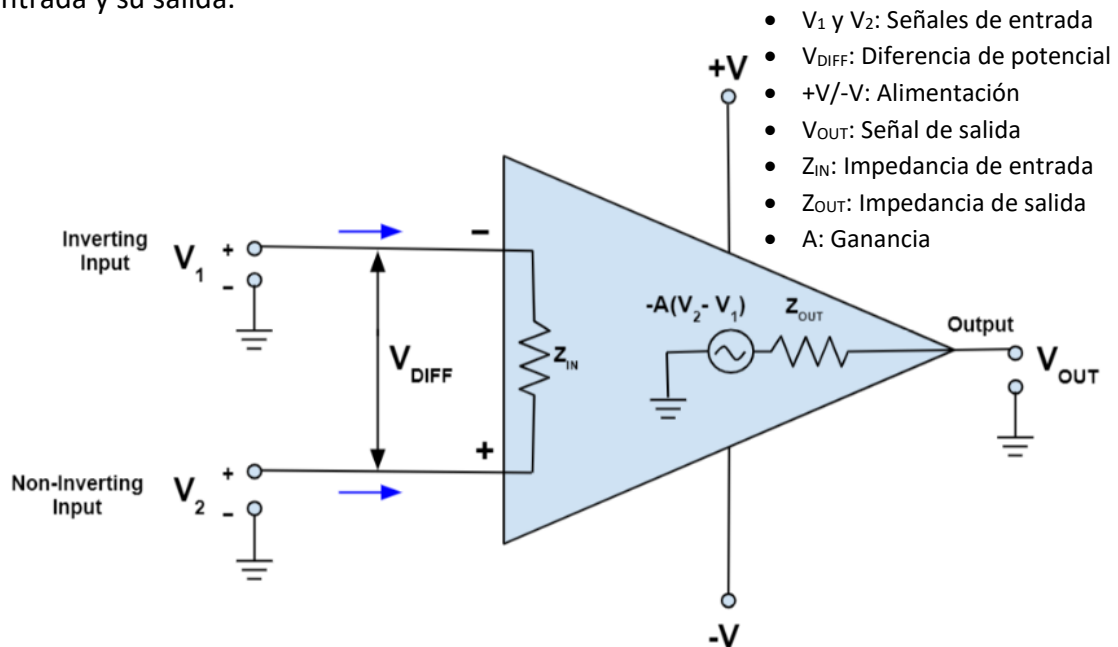 ntrada y su salida.
• V₁ y V₂: Señales de entrada
• V_DIFF: Diferencia de potencial
• +V/-V: Alimentación
• V_OUT: Señal de salida
• Z_IN: Impedancia de entrada
• Z_OUT: Impedancia de salida
• A: Ganancia
+V
Inverting
Input
V₁
+
-
−
V_DIFF
Z_IN
-A(V₂- V₁)
Z_OUT
Output
V_OUT
+
Non-Inverting
Input
V₂
+
-
-V